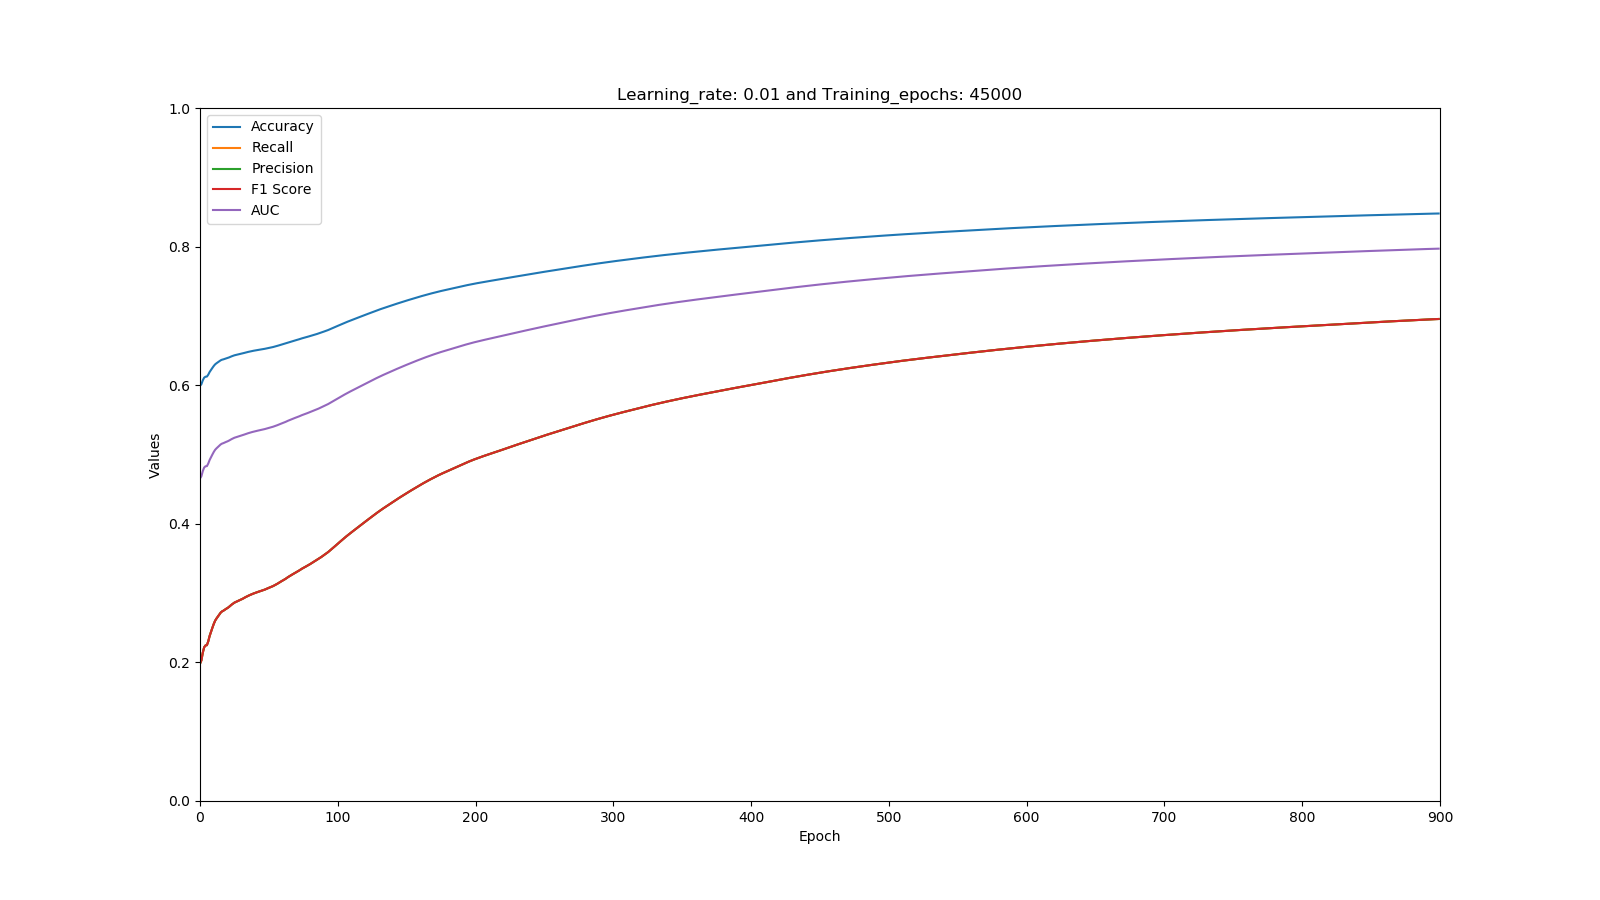 Learning_rate: 0.01 and Training_epochs: 45000
1.0
Accuracy
Recall
Precision
F1 Score
AUC
0.8
0.6
Values
0.4
0.2
0.0
0 100 200 300 400 500 600 700 800 900
Epoch